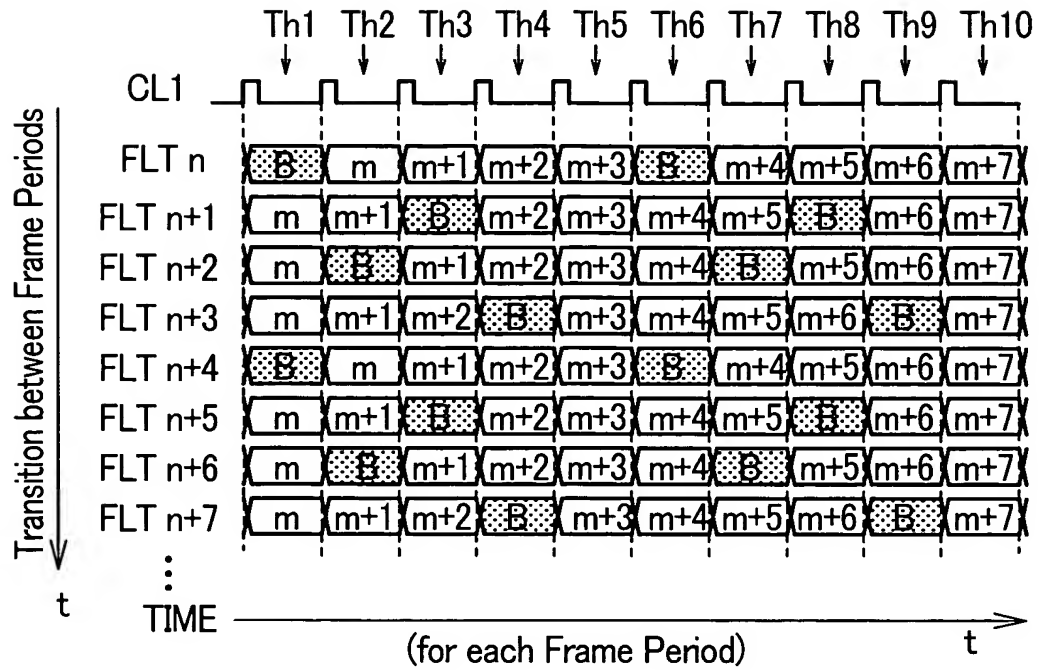 Th1 Th2 Th3 Th4 Th5 Th6 Th7 Th8 Th9 Th10
CL1
Transition between Frame Periods
FLT n B m m+1 m+2 m+3 B m+4 m+5 m+6 m+7
FLT n+1 m m+1 B m+2 m+3 m+4 m+5 B m+6 m+7
FLT n+2 m B m+1 m+2 m+3 m+4 B m+5 m+6 m+7
FLT n+3 m m+1 m+2 B m+3 m+4 m+5 m+6 B m+7
FLT n+4 B m m+1 m+2 m+3 B m+4 m+5 m+6 m+7
FLT n+5 m m+1 B m+2 m+3 m+4 m+5 B m+6 m+7
FLT n+6 m B m+1 m+2 m+3 m+4 B m+5 m+6 m+7
FLT n+7 m m+1 m+2 B m+3 m+4 m+5 m+6 B m+7
⋮
t
TIME
(for each Frame Period) t